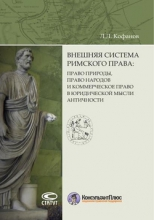 Л.Л. Кофанов
ВНЕШНЯЯ СИСТЕМА
РИМСКОГО ПРАВА:
ПРАВО ПРИРОДЫ,
ПРАВО НАРОДОВ
И КОММЕРЧЕСКОЕ ПРАВО
В ЮРИДИЧЕСКОЙ МЫСЛИ
АНТИЧНОСТИ
СТАТУТ
КонсультантПлюс